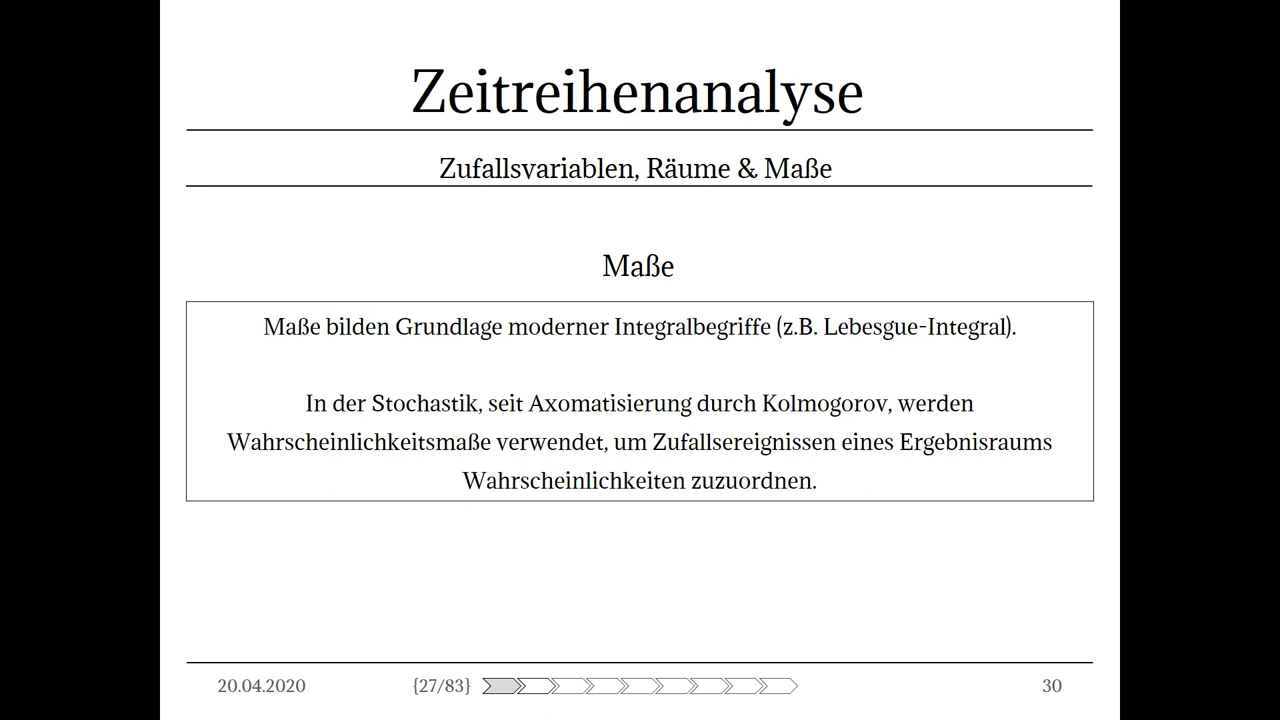 Zeitreihenanalyse
Zufallsvariablen, Räume & Maße
Maße
Maße bilden Grundlage moderner Integralbegriffe (z.B. Lebesgue-Integral).
In der Stochastik, seit Axomatisierung durch Kolmogorov, werden
Wahrscheinlichkeitsmaße verwendet, um Zufallsereignissen eines Ergebnisraums
Wahrscheinlichkeiten zuzuordnen.
20.04.2020 {27/83} 30